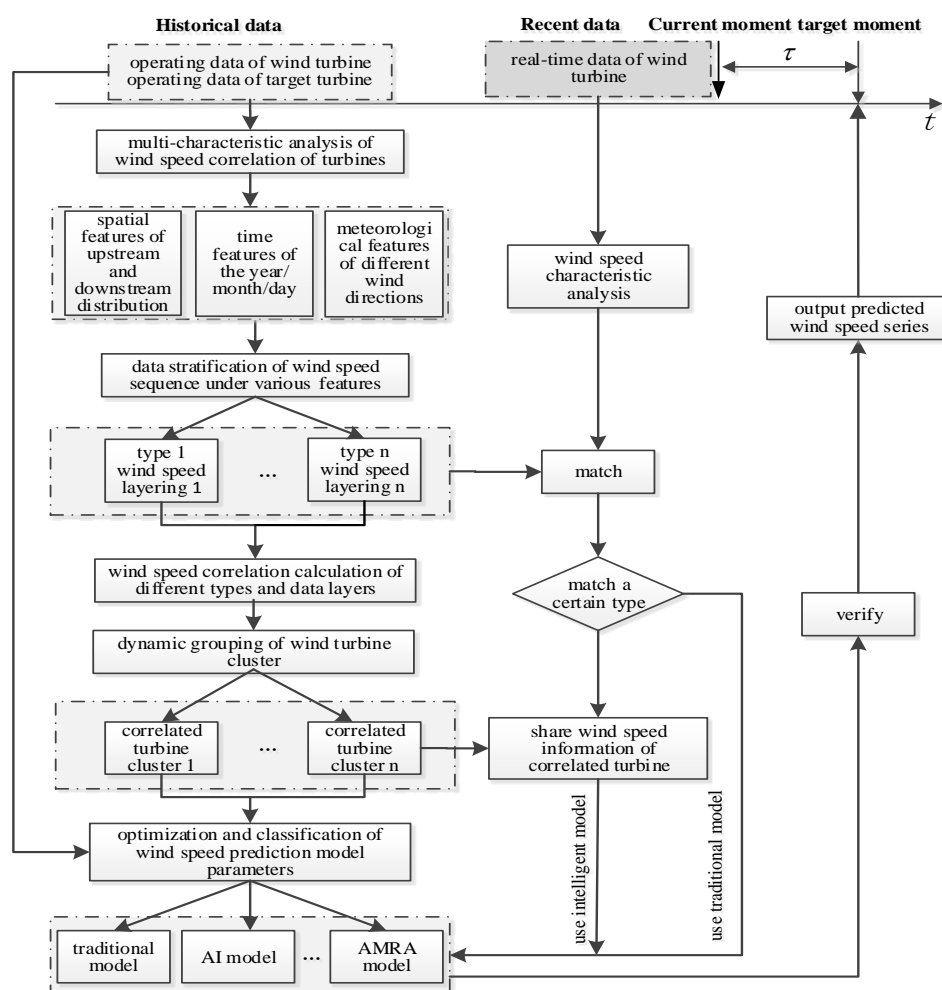 Historical data
Recent data
Current moment target moment
operating data of wind turbine
operating data of target turbine
real-time data of wind
turbine
τ
t
multi-characteristic analysis of
wind speed correlation of turbines
spatial
features of
upstream
and
downstream
distribution
time
features of
the year/
month/day
meteorologi
cal features
of different
wind
directions
wind speed
characteristic
analysis
output predicted
wind speed series
data stratification of wind speed
sequence under various features
type 1
wind speed
layering 1
...
type n
wind speed
layering n
match
wind speed correlation calculation of
different types and data layers
match a
certain type
verify
dynamic grouping of wind turbine
cluster
correlated
turbine
cluster 1
...
correlated
turbine
cluster n
share wind speed
information of
correlated turbine
optimization and classification of
wind speed prediction model
parameters
use intelligent model
use traditional model
traditional
model
AI model
...
AMRA
model